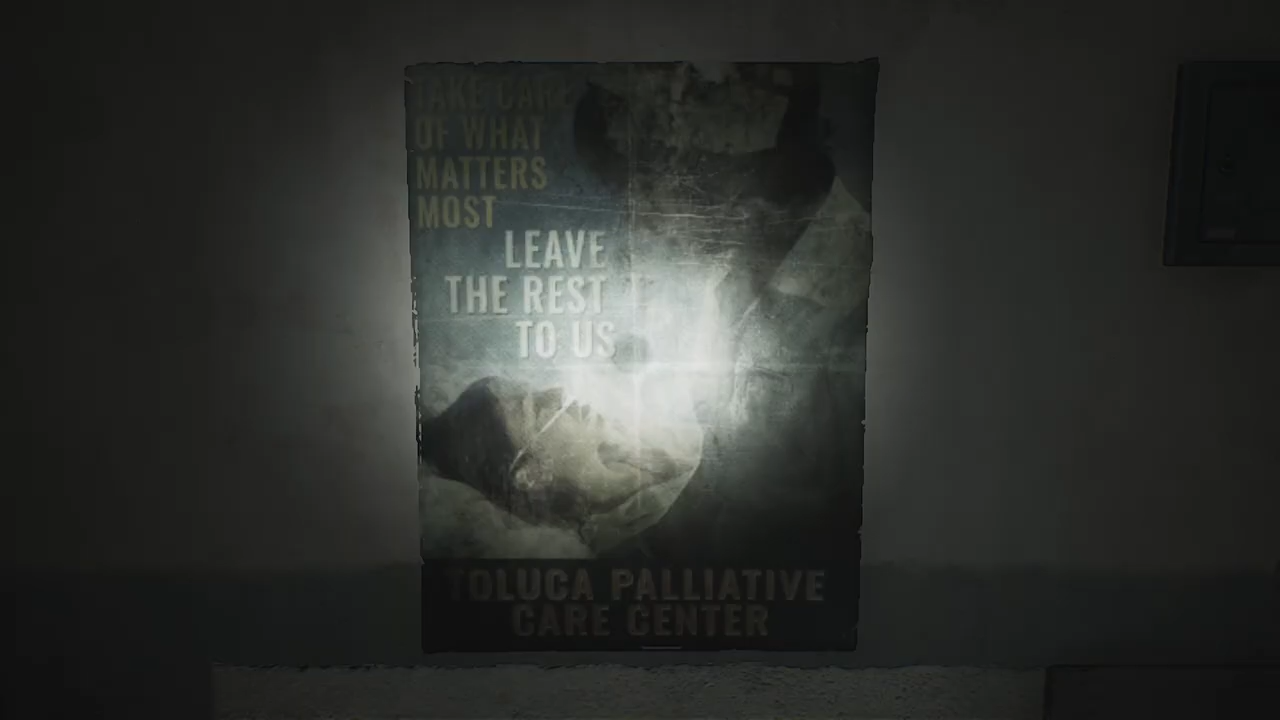 TAKE CARE
OF WHAT
MATTERS
MOST
LEAVE
THE REST
TO US
TOLUCA PALLIATIVE
CARE CENTER